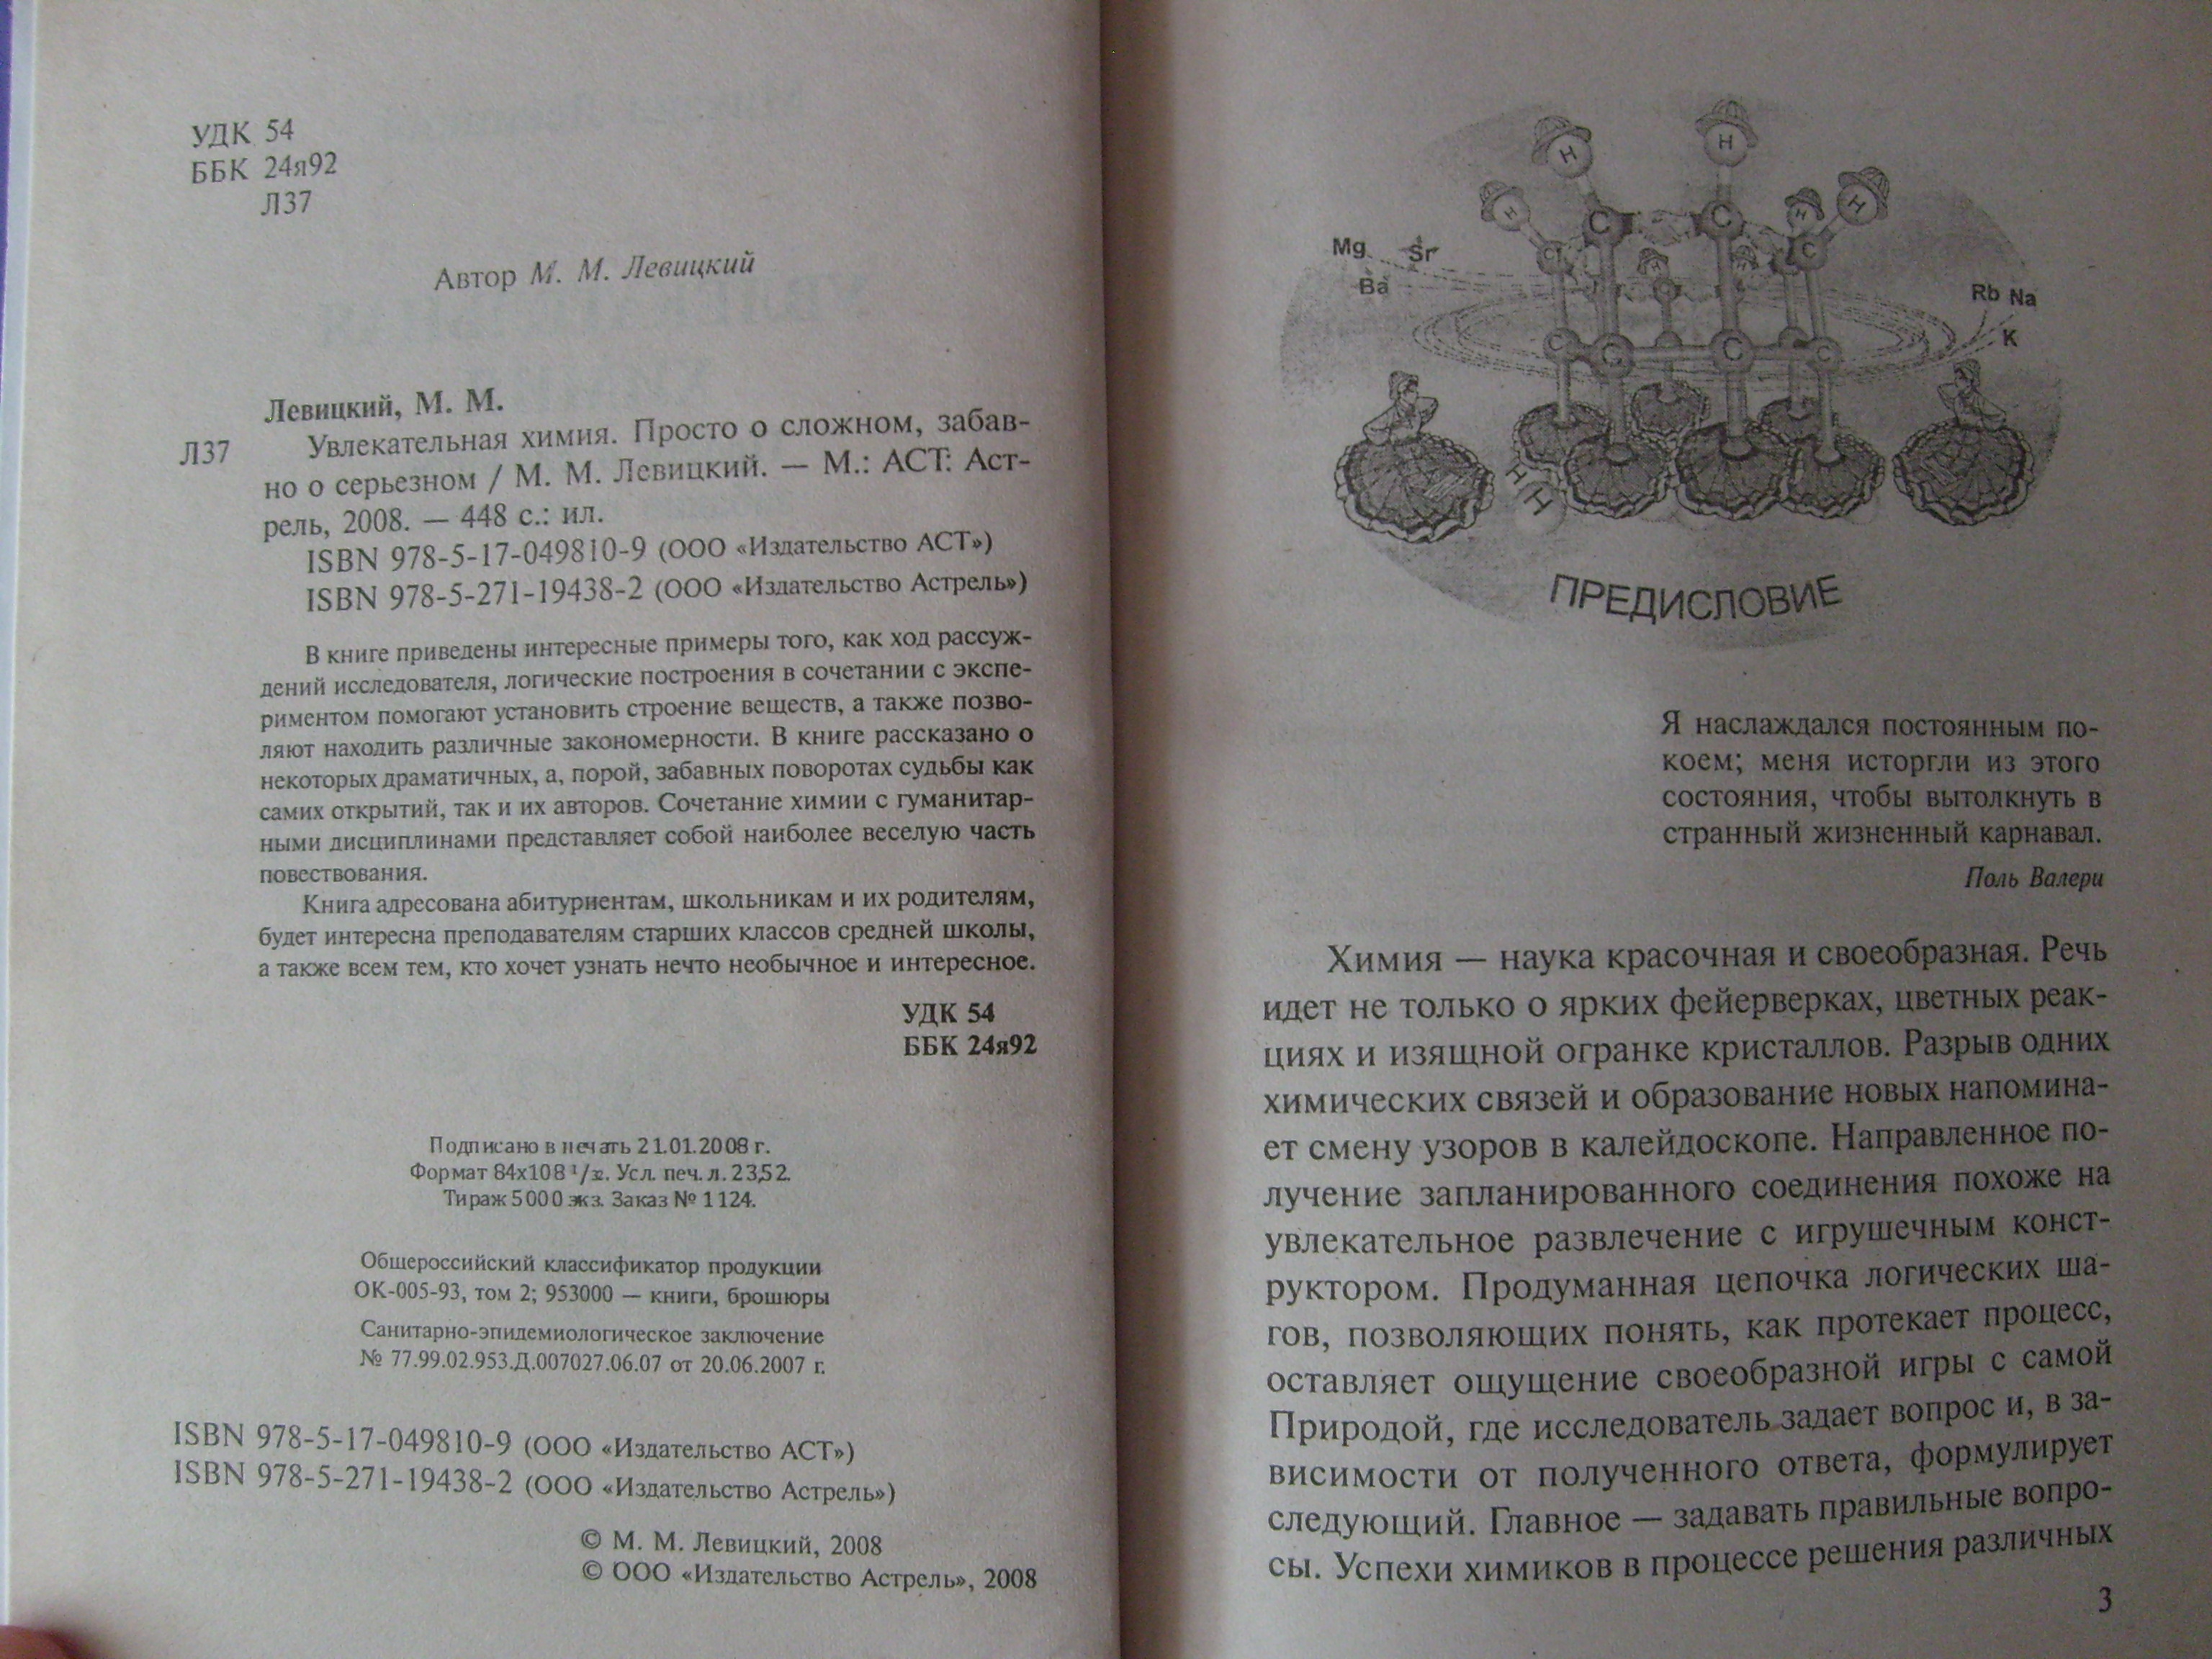 УДК 54
ББК 24я92
Л37
Автор М. М. Левицкий
Левицкий, М. М.
Л37 Увлекательная химия. Просто о сложном, забав-
но о серьезном / М. М. Левицкий. — М.: АСТ: Аст-
рель, 2008. — 448 с.: ил.
ISBN 978-5-17-049810-9 (ООО «Издательство АСТ»)
ISBN 978-5-271-19438-2 (ООО «Издательство Астрель»)
В книге приведены интересные примеры того, как ход рассуж-
дений исследователя, логические построения в сочетании с экспе-
риментом помогают установить строение веществ, а также позво-
ляют находить различные закономерности. В книге рассказано о
некоторых драматичных, а, порой, забавных поворотах судьбы как
самих открытий, так и их авторов. Сочетание химии с гуманитар-
ными дисциплинами представляет собой наиболее веселую часть
повествования.
Книга адресована абитуриентам, школьникам и их родителям,
будет интересна преподавателям старших классов средней школы,
а также всем тем, кто хочет узнать нечто необычное и интересное.
УДК 54
ББК 24я92
Подписано в печать 21.01.2008 г.
Формат 84х108 1/32. Усл. печ. л. 23,52.
Тираж 5000 экз. Заказ № 1124.
Общероссийский классификатор продукции
ОК-005-93, том 2; 953000 — книги, брошюры
Санитарно-эпидемиологическое заключение
№ 77.99.02.953.Д.007027.06.07 от 20.06.2007 г.
ISBN 978-5-17-049810-9 (ООО «Издательство АСТ»)
ISBN 978-5-271-19438-2 (ООО «Издательство Астрель»)
© М. М. Левицкий, 2008
© ООО «Издательство Астрель», 2008
H H
H H H
C C
C C
H H
Mg Sr
Ba
Rb Na
K
C C C C
H
H
ПРЕДИСЛОВИЕ
Я наслаждался постоянным по-
коем; меня исторгли из этого
состояния, чтобы вытолкнуть в
странный жизненный карнавал.
Поль Валери
Химия — наука красочная и своеобразная. Речь
идет не только о ярких фейерверках, цветных реак-
циях и изящной огранке кристаллов. Разрыв одних
химических связей и образование новых напомина-
ет смену узоров в калейдоскопе. Направленное по-
лучение запланированного соединения похоже на
увлекательное развлечение с игрушечным конст-
руктором. Продуманная цепочка логических ша-
гов, позволяющих понять, как протекает процесс,
оставляет ощущение своеобразной игры с самой
Природой, где исследователь задает вопрос и, в за-
висимости от полученного ответа, формулирует
следующий. Главное — задавать правильные вопро-
сы. Успехи химиков в процессе решения различных
3